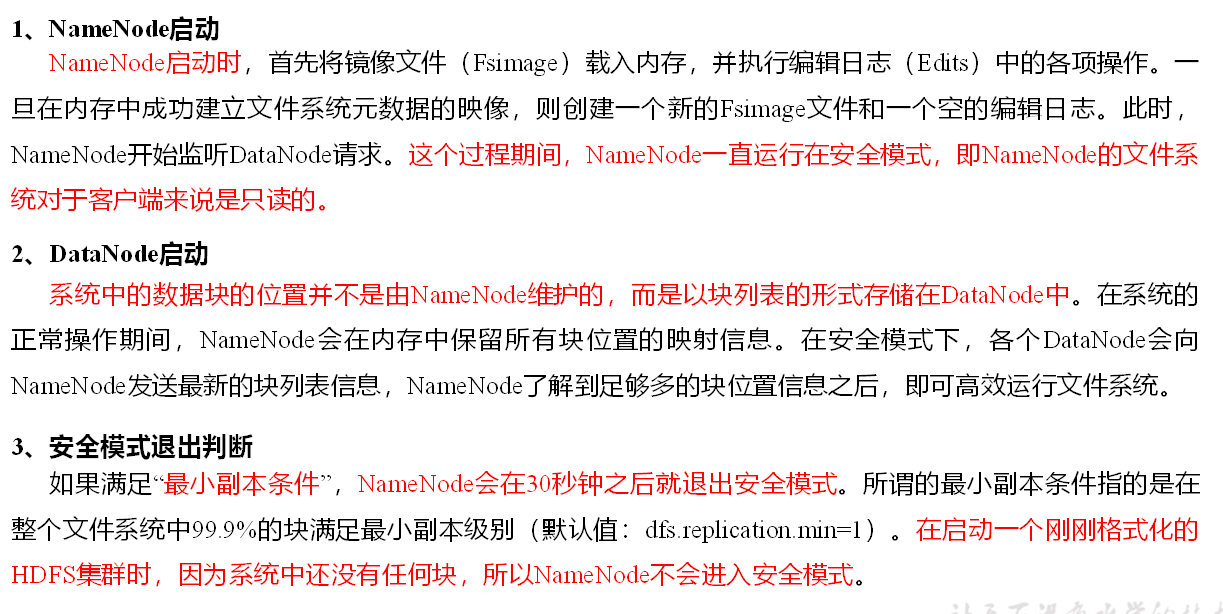 1、NameNode启动
NameNode启动时，首先将镜像文件（Fsimage）载入内存，并执行编辑日志（Edits）中的各项操作。一
旦在内存中成功建立文件系统元数据的映像，则创建一个新的Fsimage文件和一个空的编辑日志。此时，
NameNode开始监听DataNode请求。这个过程期间，NameNode一直运行在安全模式，即NameNode的文件系
统对于客户端来说是只读的。
2、DataNode启动
系统中的数据块的位置并不是由NameNode维护的，而是以块列表的形式存储在DataNode中。在系统的
正常操作期间，NameNode会在内存中保留所有块位置的映射信息。在安全模式下，各个DataNode会向
NameNode发送最新的块列表信息，NameNode了解到足够多的块位置信息之后，即可高效运行文件系统。
3、安全模式退出判断
如果满足“最小副本条件”，NameNode会在30秒钟之后就退出安全模式。所谓的最小副本条件指的是在
整个文件系统中99.9%的块满足最小副本级别（默认值：dfs.replication.min=1）。在启动一个刚刚格式化的
HDFS集群时，因为系统中还没有任何块，所以NameNode不会进入安全模式。